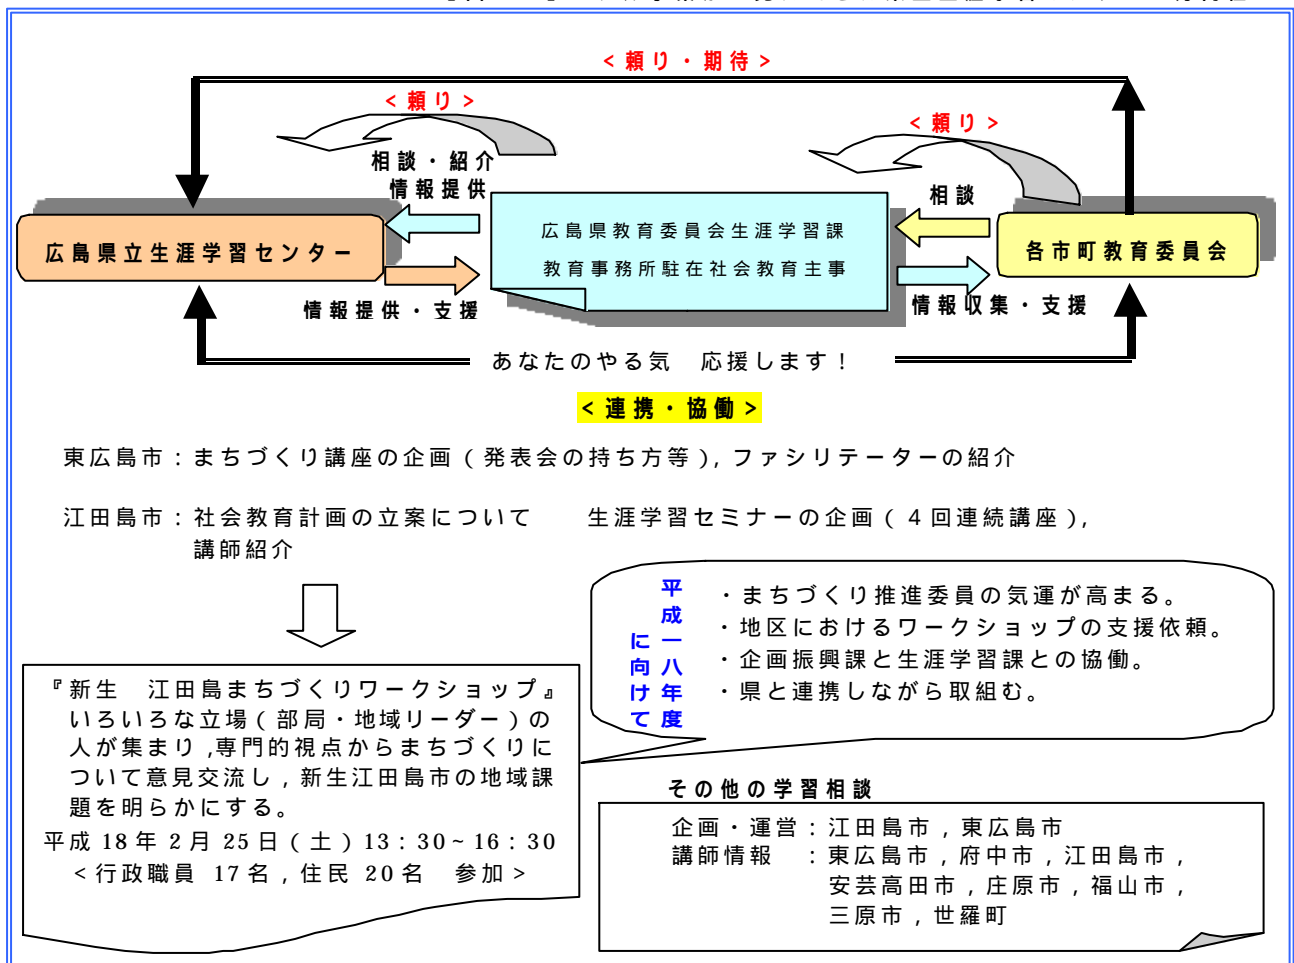 <頼り・期待>
<頼り>
<頼り>
相談・紹介
情報提供
相談
広島県立生涯学習センター
広島県教育委員会生涯学習課
教育事務所駐在社会教育主事
各市町教育委員会
情報提供・支援
情報収集・支援
あなたのやる気 応援します！
<連携・協働>
東広島市：まちづくり講座の企画（発表会の持ち方等），ファシリテーターの紹介
江田島市：社会教育計画の立案について 生涯学習セミナーの企画（４回連続講座），
講師紹介
平成一八年度
に向けて
・まちづくり推進委員の気運が高まる。
・地区におけるワークショップの支援依頼。
・企画振興課と生涯学習課との協働。
・県と連携しながら取組む。
『新生 江田島まちづくりワークショップ』
いろいろな立場（部局・地域リーダー）の
人が集まり，専門的視点からまちづくりに
ついて意見交流し，新生江田島市の地域課
題を明らかにする。
平成 18 年 2 月 25 日（土）13：30～16：30
<行政職員 17名，住民 20名 参加>
その他の学習相談
企画・運営：江田島市，東広島市
講師情報 ：東広島市，府中市，江田島市，
安芸高田市，庄原市，福山市，
三原市，世羅町